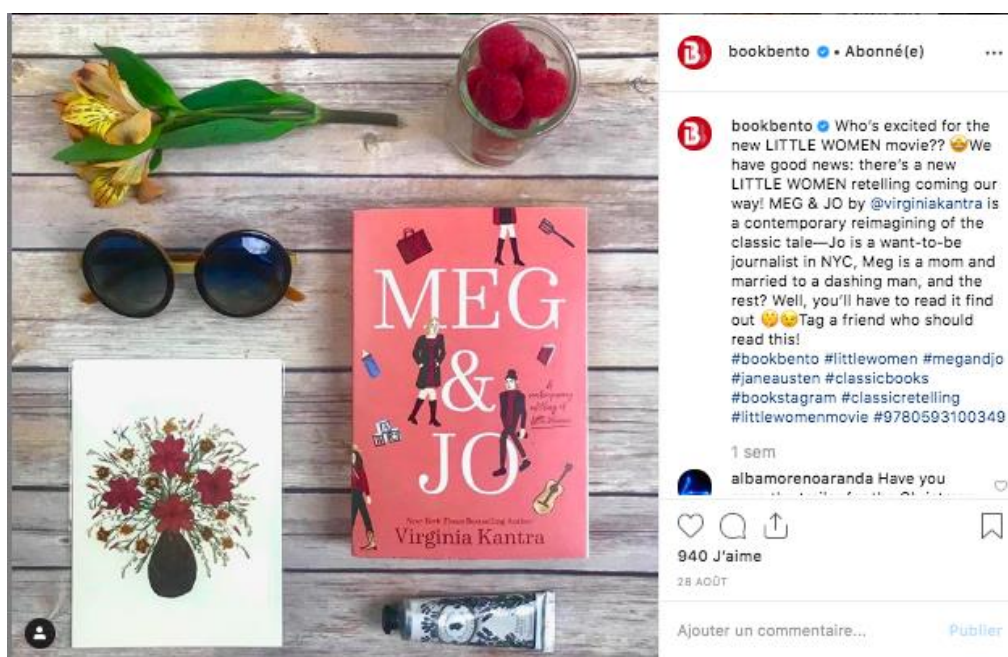 bookbento • Abonné(e)
bookbento Who's excited for the
new LITTLE WOMEN movie?? 🤩We
have good news: there's a new
LITTLE WOMEN retelling coming our
way! MEG & JO by @virginiakantra is
a contemporary reimagining of the
classic tale—Jo is a want-to-be
journalist in NYC, Meg is a mom and
married to a dashing man, and the
rest? Well, you'll have to read it find
out 🤫😉Tag a friend who should
read this!
#bookbento #littlewomen #megandjo
#janeausten #classicbooks
#bookstagram #classicretelling
#littlewomenmovie #9780593100349
1 sem
albamorenoaranda Have you
940 J'aime
28 AOÛT
Ajouter un commentaire... Publier
MEG
&
JO
A
contemporary
retelling of
Little Women
New York Times Bestselling Author
Virginia Kantra